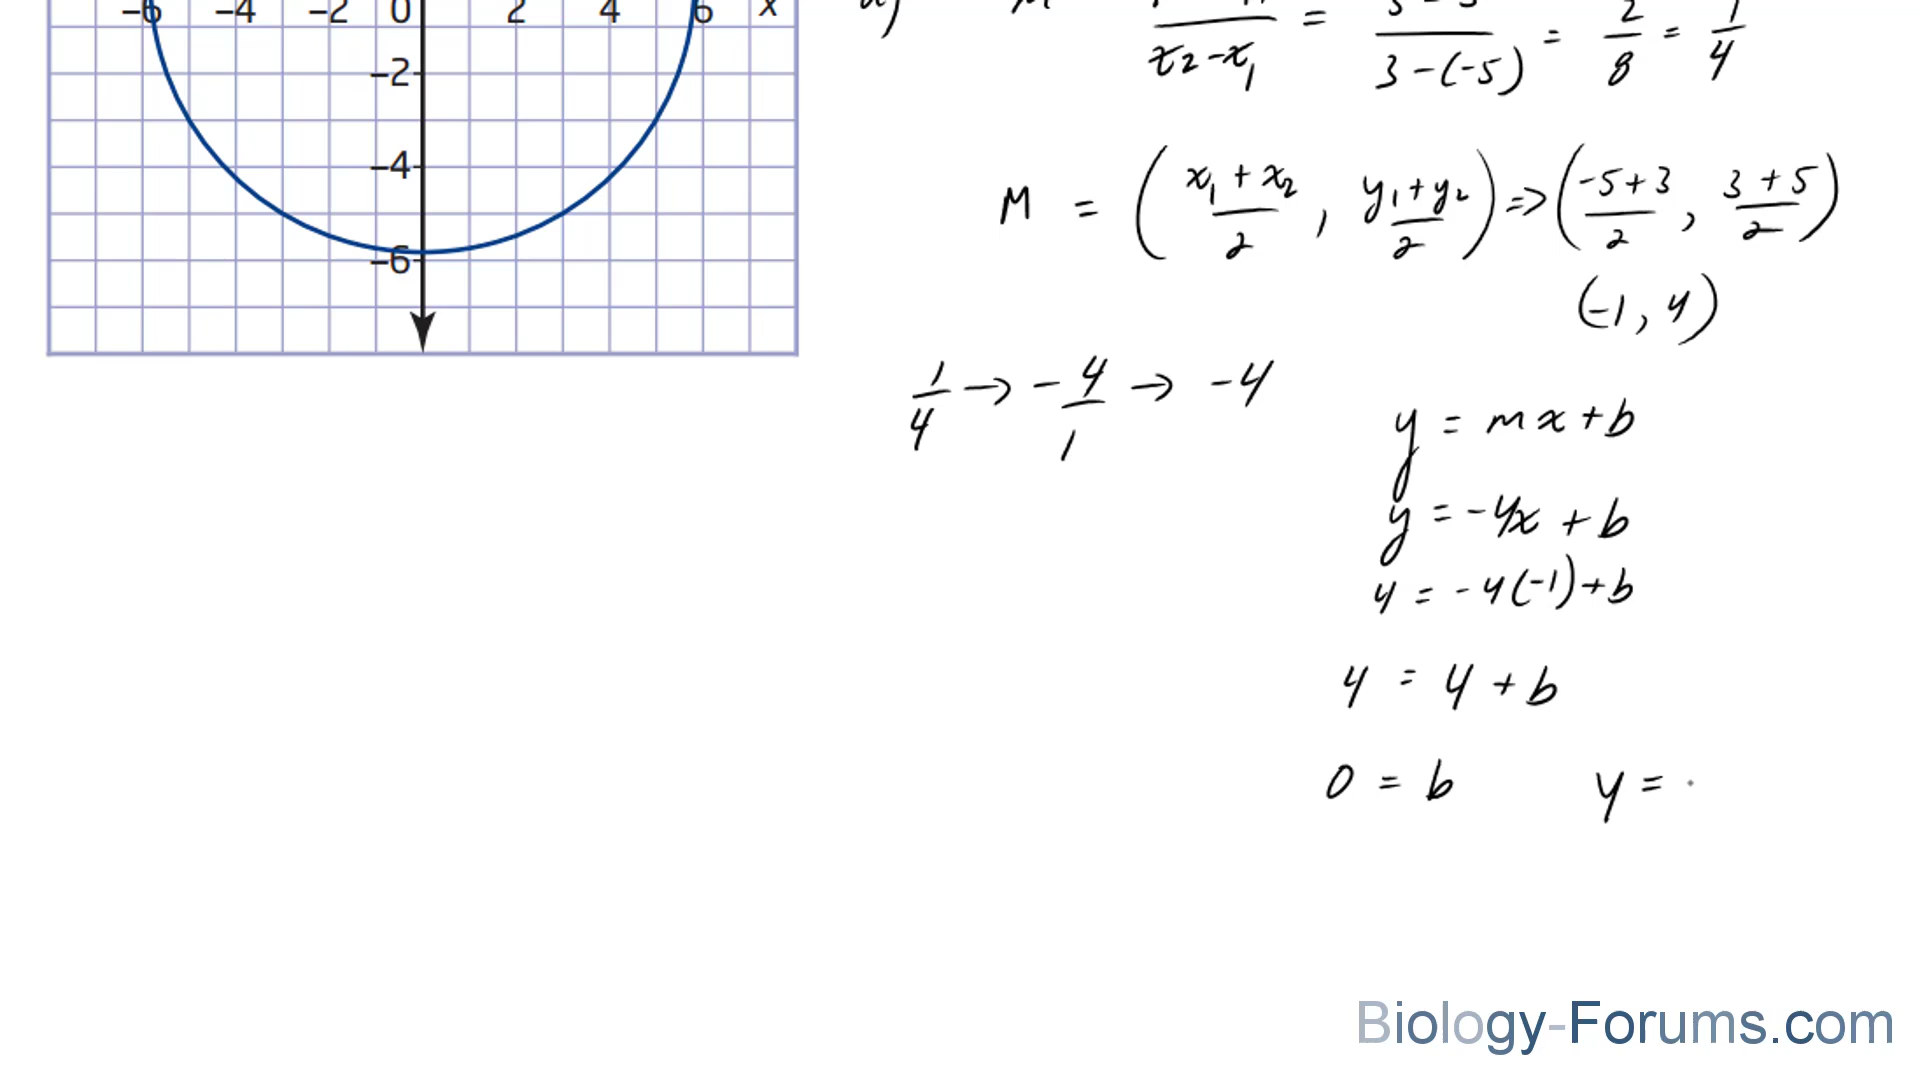 -6 -4 -2 0 2 4 6 x
-2
-4
-6
a) M
x2-x1 = 3-(-5) = 2/8 = 1/4
M = ( x1 + x2 / 2 , y1 + y2 / 2 ) => ( -5+3 / 2 , 3+5 / 2 )
(-1, 4)
1/4 → - 4/1 → -4
y = mx+b
y = -4x + b
4 = -4(-1)+b
4 = 4 + b
0 = b y =
Biology-Forums.com